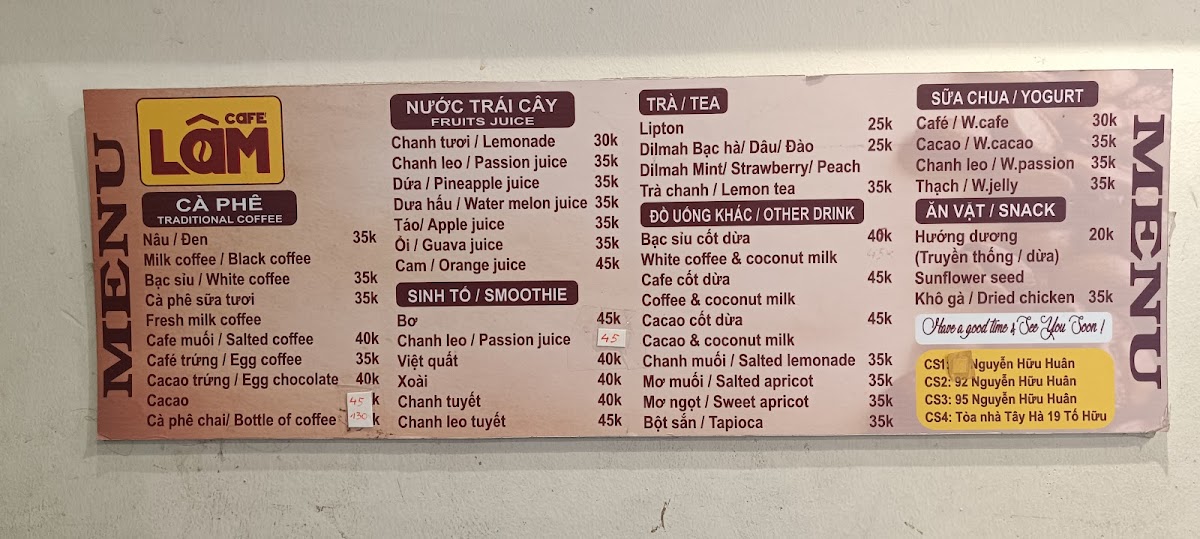 MENU
CAFE
LÂM
CÀ PHÊ
TRADITIONAL COFFEE
Nâu / Đen 35k
Milk coffee / Black coffee
Bạc sỉu / White coffee 35k
Cà phê sữa tươi 35k
Fresh milk coffee
Cafe muối / Salted coffee 40k
Café trứng / Egg coffee 35k
Cacao trứng / Egg chocolate 40k
Cacao 45
Cà phê chai/ Bottle of coffee 130 k
NƯỚC TRÁI CÂY
FRUITS JUICE
Chanh tươi / Lemonade 30k
Chanh leo / Passion juice 35k
Dứa / Pineapple juice 35k
Dưa hấu / Water melon juice 35k
Táo/ Apple juice 35k
Ổi / Guava juice 35k
Cam / Orange juice 45k
SINH TỐ / SMOOTHIE
Bơ 45k
Chanh leo / Passion juice 45
Việt quất 40k
Xoài 40k
Chanh tuyết 40k
Chanh leo tuyết 45k
TRÀ / TEA
Lipton 25k
Dilmah Bạc hà/ Dâu/ Đào 25k
Dilmah Mint/ Strawberry/ Peach
Trà chanh / Lemon tea 35k
ĐỒ UỐNG KHÁC / OTHER DRINK
Bạc sỉu cốt dừa 40k
White coffee & coconut milk 45k
Cafe cốt dừa 45k
Coffee & coconut milk
Cacao cốt dừa 45k
Cacao & coconut milk
Chanh muối / Salted lemonade 35k
Mơ muối / Salted apricot 35k
Mơ ngọt / Sweet apricot 35k
Bột sắn / Tapioca 35k
SỮA CHUA / YOGURT
Café / W.cafe 30k
Cacao / W.cacao 35k
Chanh leo / W.passion 35k
Thạch / W.jelly 35k
ĂN VẶT / SNACK
Hướng dương 20k
(Truyền thống / dừa)
Sunflower seed
Khô gà / Dried chicken 35k
Have a good time & See You Soon !
CS1: Nguyễn Hữu Huân
CS2: 92 Nguyễn Hữu Huân
CS3: 95 Nguyễn Hữu Huân
CS4: Tòa nhà Tây Hà 19 Tố Hữu
MENU